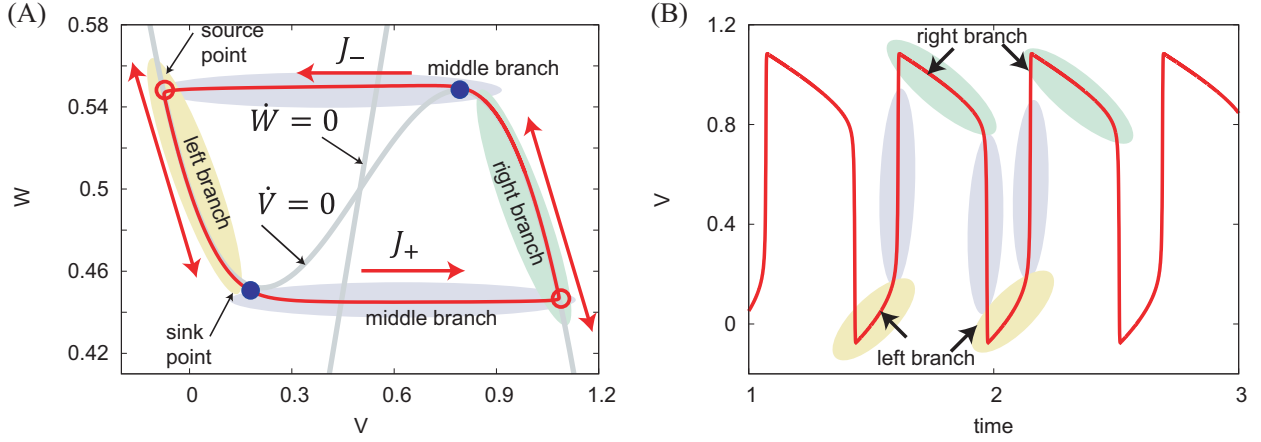 (A)
0.58
0.54
0.5
0.46
0.42
W
0
0.3
0.6
0.9
1.2
V
source
point
J₋
middle branch
Ẇ = 0
left branch
V̇ = 0
right branch
J₊
middle branch
sink
point
(B)
1.2
0.8
0.4
0
V
1
2
3
time
right branch
left branch